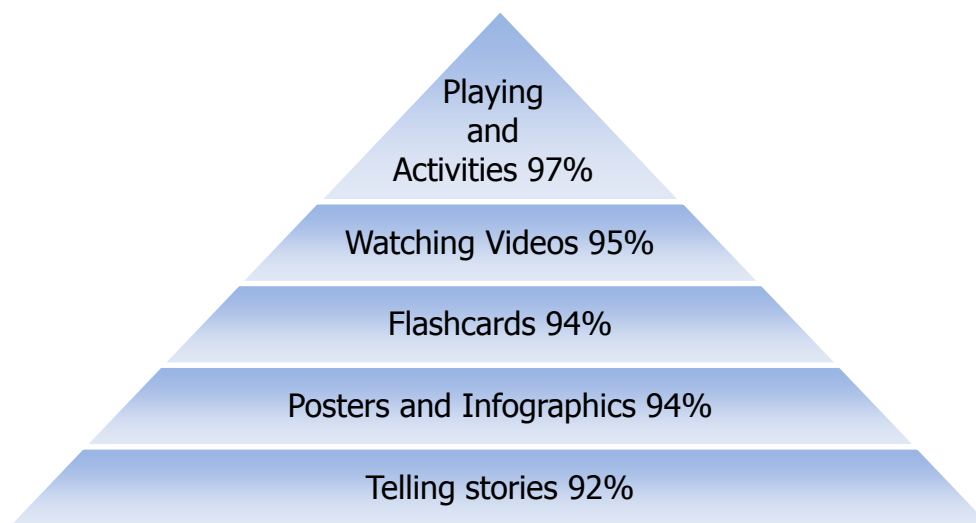 Playing
and
Activities 97%
Watching Videos 95%
Flashcards 94%
Posters and Infographics 94%
Telling stories 92%